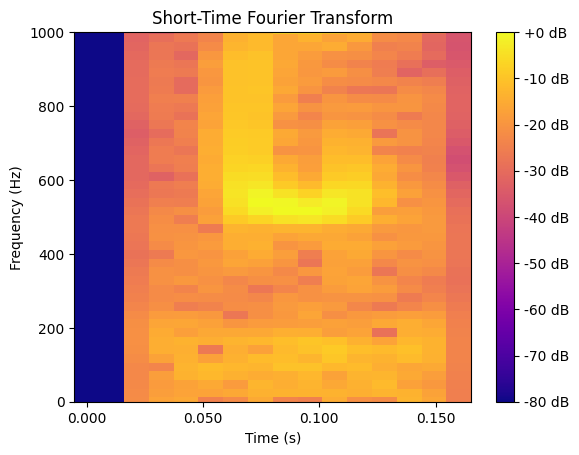 Short-Time Fourier Transform
1000
800
600
400
200
0
Frequency (Hz)
0.000
0.050
0.100
0.150
Time (s)
+0 dB
-10 dB
-20 dB
-30 dB
-40 dB
-50 dB
-60 dB
-70 dB
-80 dB